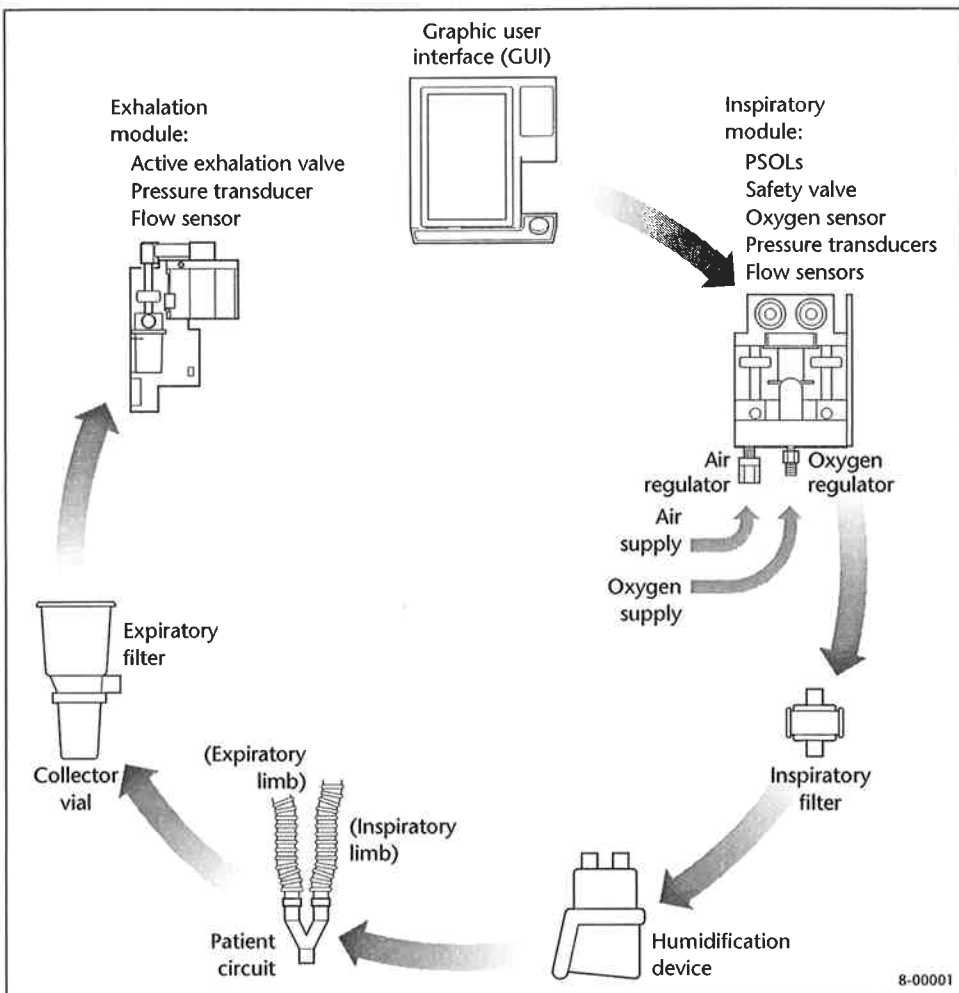 Graphic user
interface (GUI)
Exhalation
module:
Active exhalation valve
Pressure transducer
Flow sensor
Inspiratory
module:
PSOLs
Safety valve
Oxygen sensor
Pressure transducers
Flow sensors
Air
regulator
Oxygen
regulator
Air
supply
Oxygen
supply
Expiratory
filter
Collector
vial
(Expiratory
limb)
(Inspiratory
limb)
Patient
circuit
Inspiratory
filter
Humidification
device
8-00001